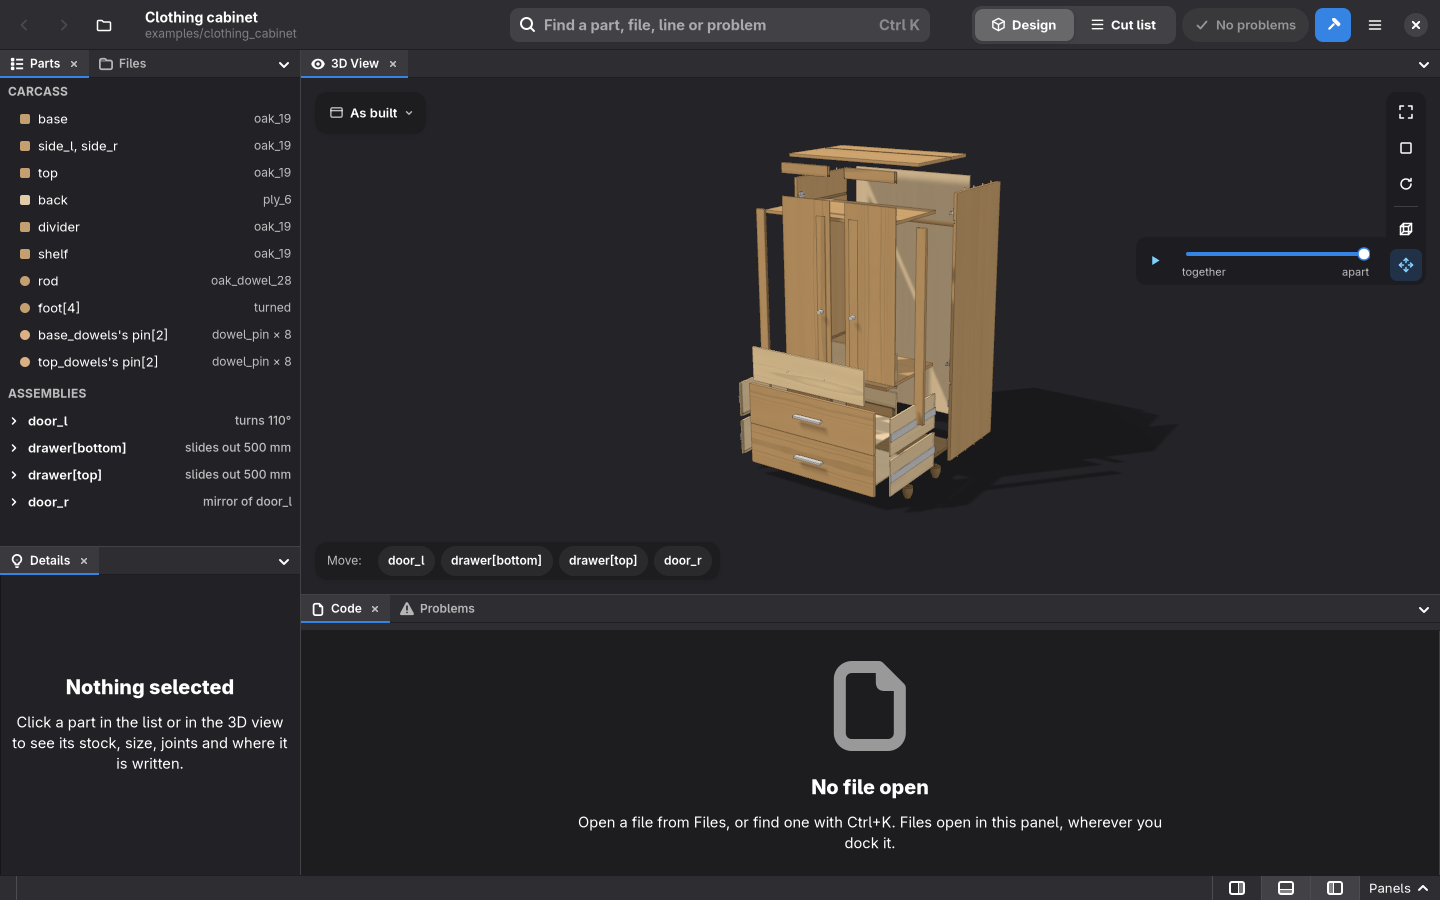 Clothing cabinet
examples/clothing_cabinet
Find a part, file, line or problem
Ctrl K
Design
Cut list
No problems
Parts
Files
CARCASS
base oak_19
side_l, side_r oak_19
top oak_19
back ply_6
divider oak_19
shelf oak_19
rod oak_dowel_28
foot[4] turned
base_dowels's pin[2] dowel_pin × 8
top_dowels's pin[2] dowel_pin × 8
ASSEMBLIES
door_l turns 110°
drawer[bottom] slides out 500 mm
drawer[top] slides out 500 mm
door_r mirror of door_l
Details
Nothing selected
Click a part in the list or in the 3D view
to see its stock, size, joints and where it
is written.
3D View
As built
together apart
Move: door_l drawer[bottom] drawer[top] door_r
Code
Problems
No file open
Open a file from Files, or find one with Ctrl+K. Files open in this panel, wherever you
dock it.
Panels